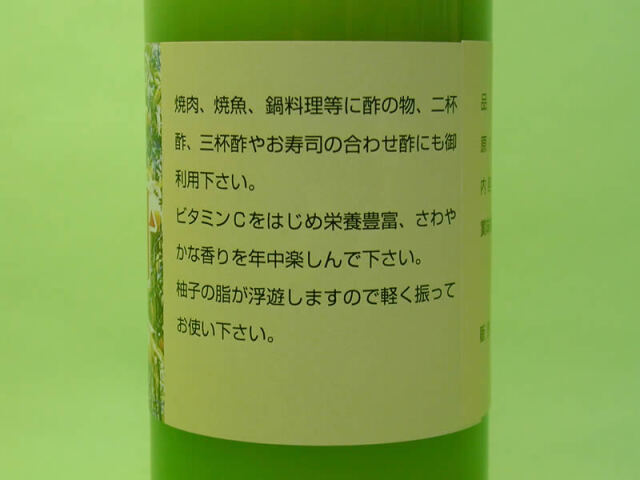 焼肉、焼魚、鍋料理等に酢の物、二杯
酢、三杯酢やお寿司の合わせ酢にも御
利用下さい。
ビタミンCをはじめ栄養豊富、さわや
かな香りを年中楽しんで下さい。
柚子の脂が浮遊しますので軽く振って
お使い下さい。
品
原
内
賞